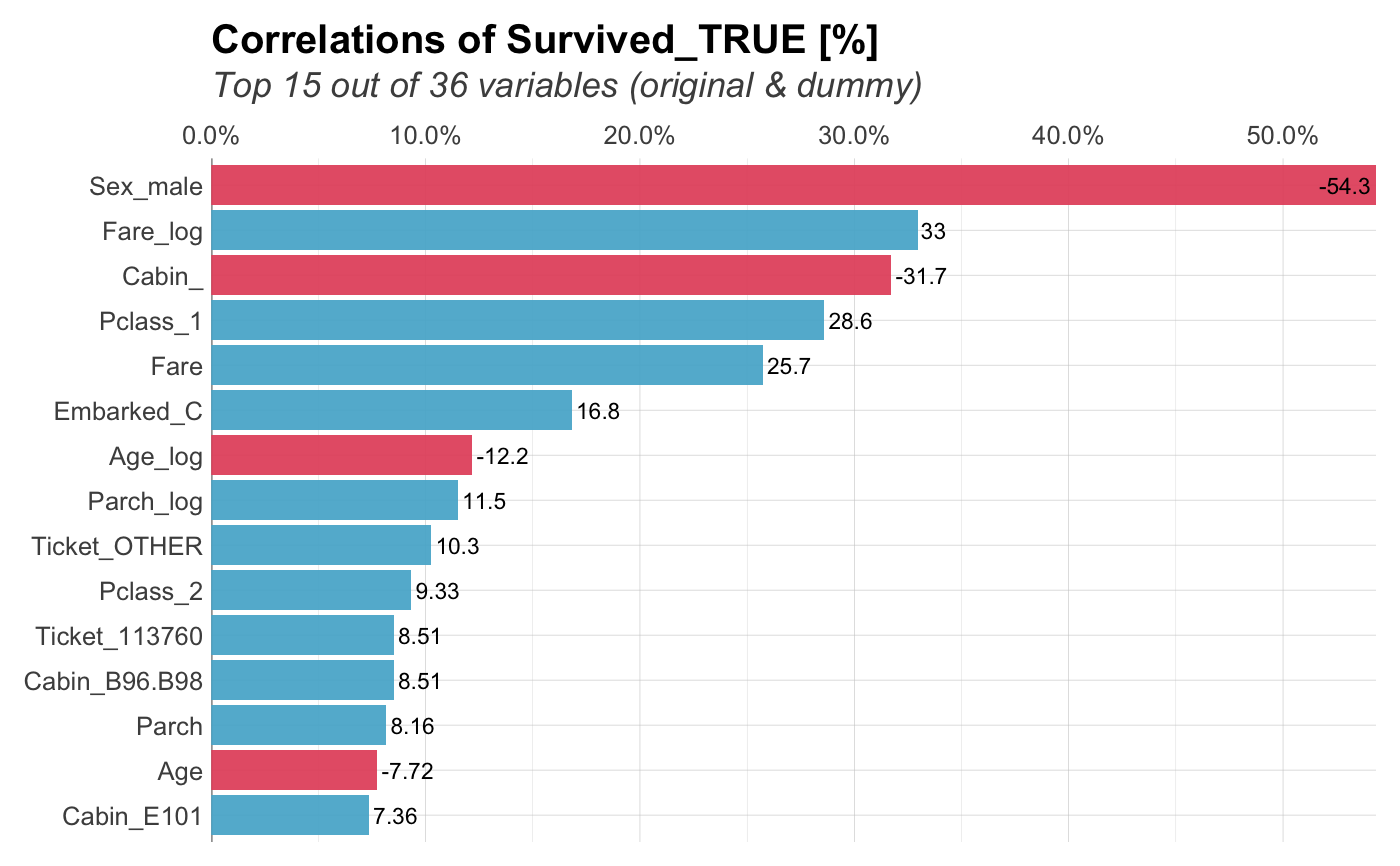 Correlations of Survived_TRUE [%]
Top 15 out of 36 variables (original & dummy)
0.0% 10.0% 20.0% 30.0% 40.0% 50.0%
Sex_male -54.3
Fare_log 33
Cabin_ -31.7
Pclass_1 28.6
Fare 25.7
Embarked_C 16.8
Age_log -12.2
Parch_log 11.5
Ticket_OTHER 10.3
Pclass_2 9.33
Ticket_113760 8.51
Cabin_B96.B98 8.51
Parch 8.16
Age -7.72
Cabin_E101 7.36